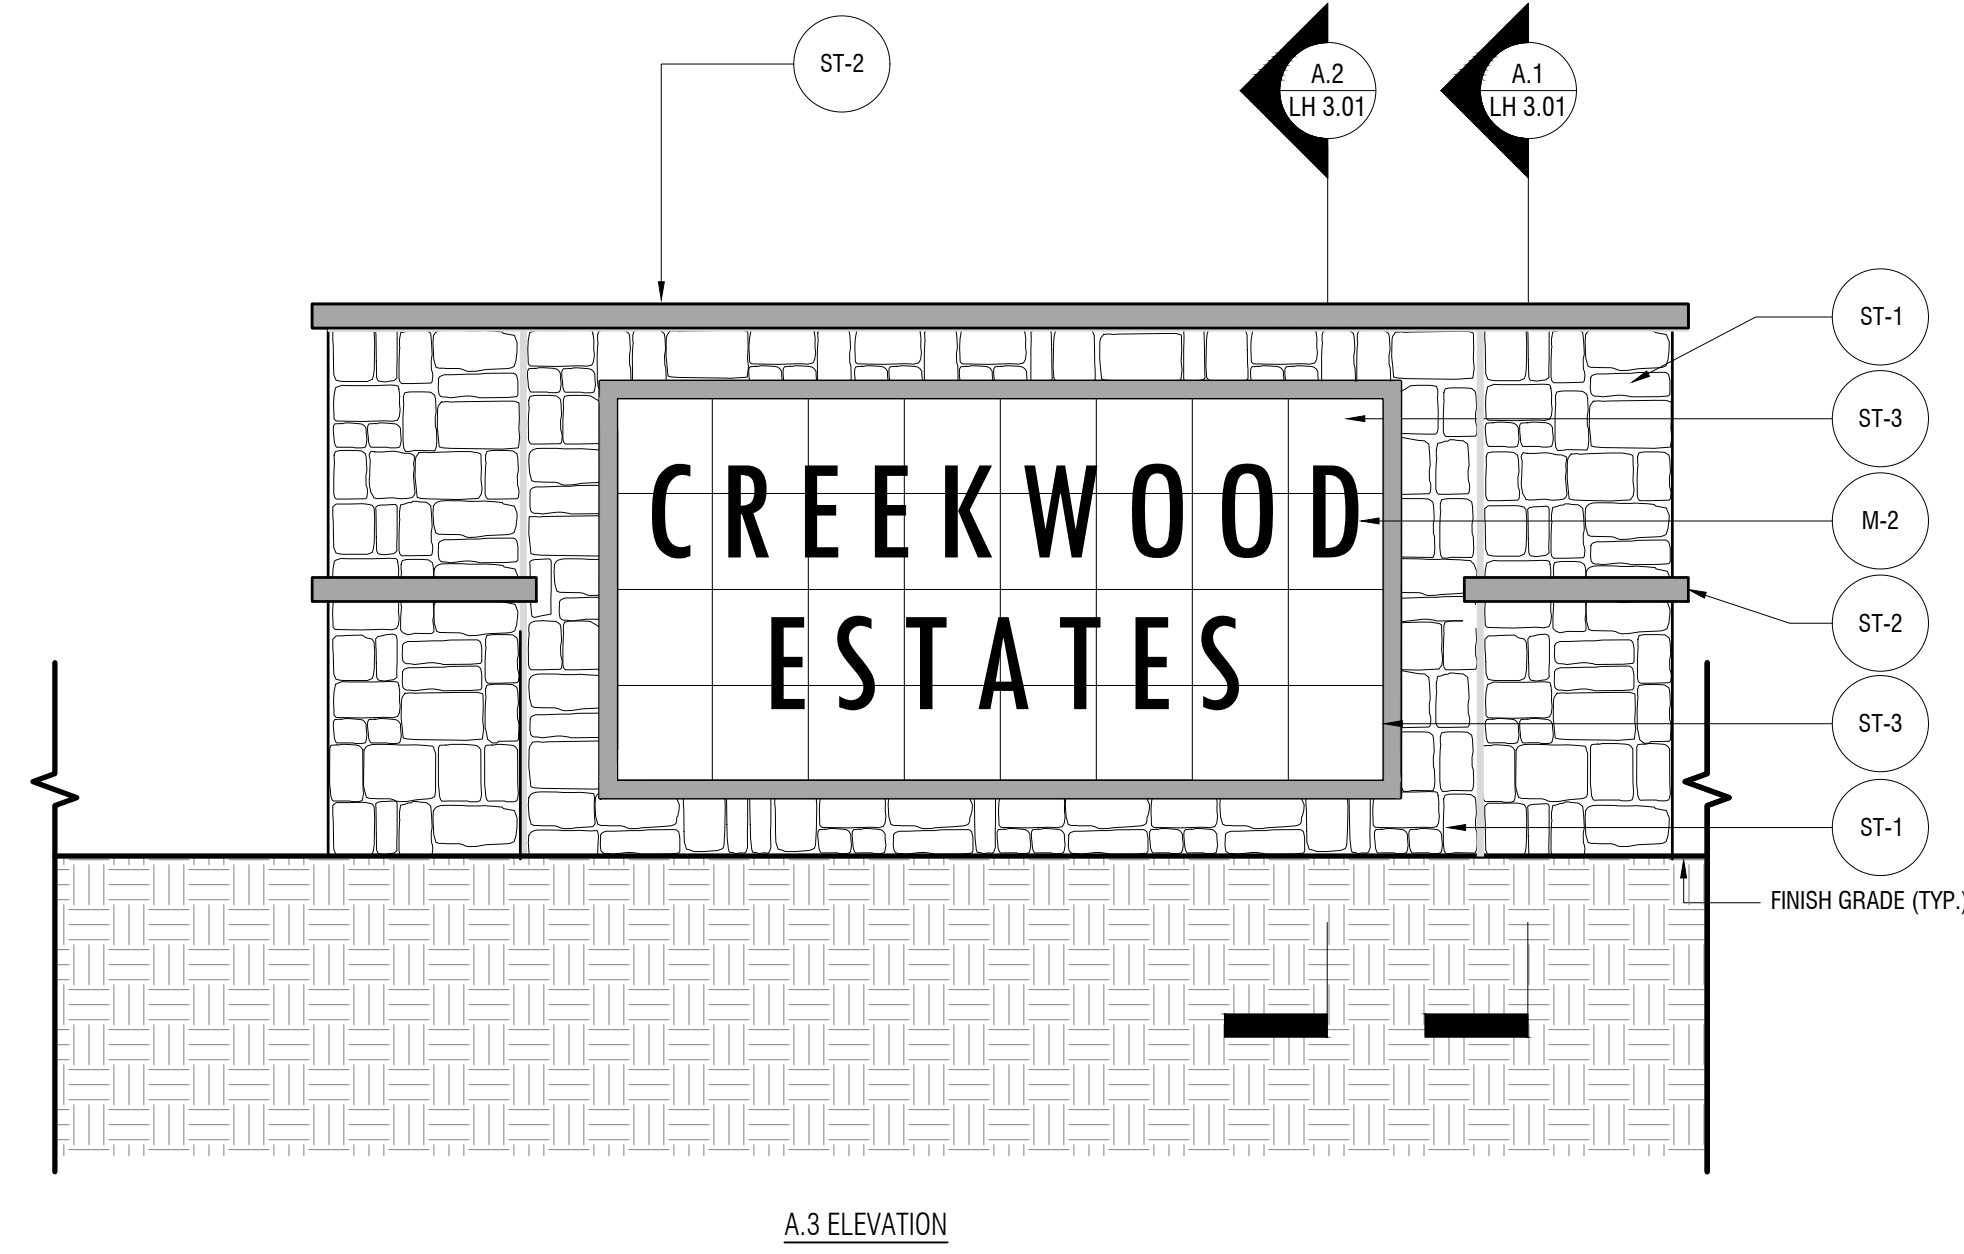 ST-2
A.2
LH 3.01
A.1
LH 3.01
ST-1
ST-3
CREEKWOOD
M-2
ESTATES
ST-2
ST-3
ST-1
FINISH GRADE (TYP.)
A.3 ELEVATION